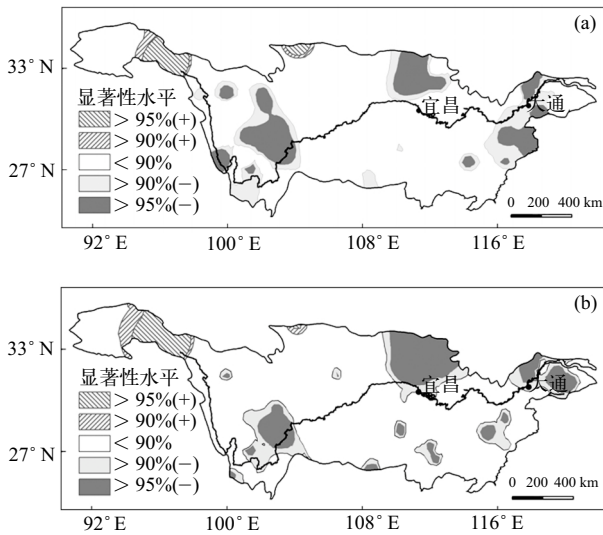 (a)
33° N
27° N
显著性水平
> 95%(+)
> 90%(+)
< 90%
> 90%(−)
> 95%(−)
宜昌
大通
0 200 400 km
92° E
100° E
108° E
116° E
(b)
33° N
27° N
显著性水平
> 95%(+)
> 90%(+)
< 90%
> 90%(−)
> 95%(−)
宜昌
通
0 200 400 km
92° E
100° E
108° E
116° E